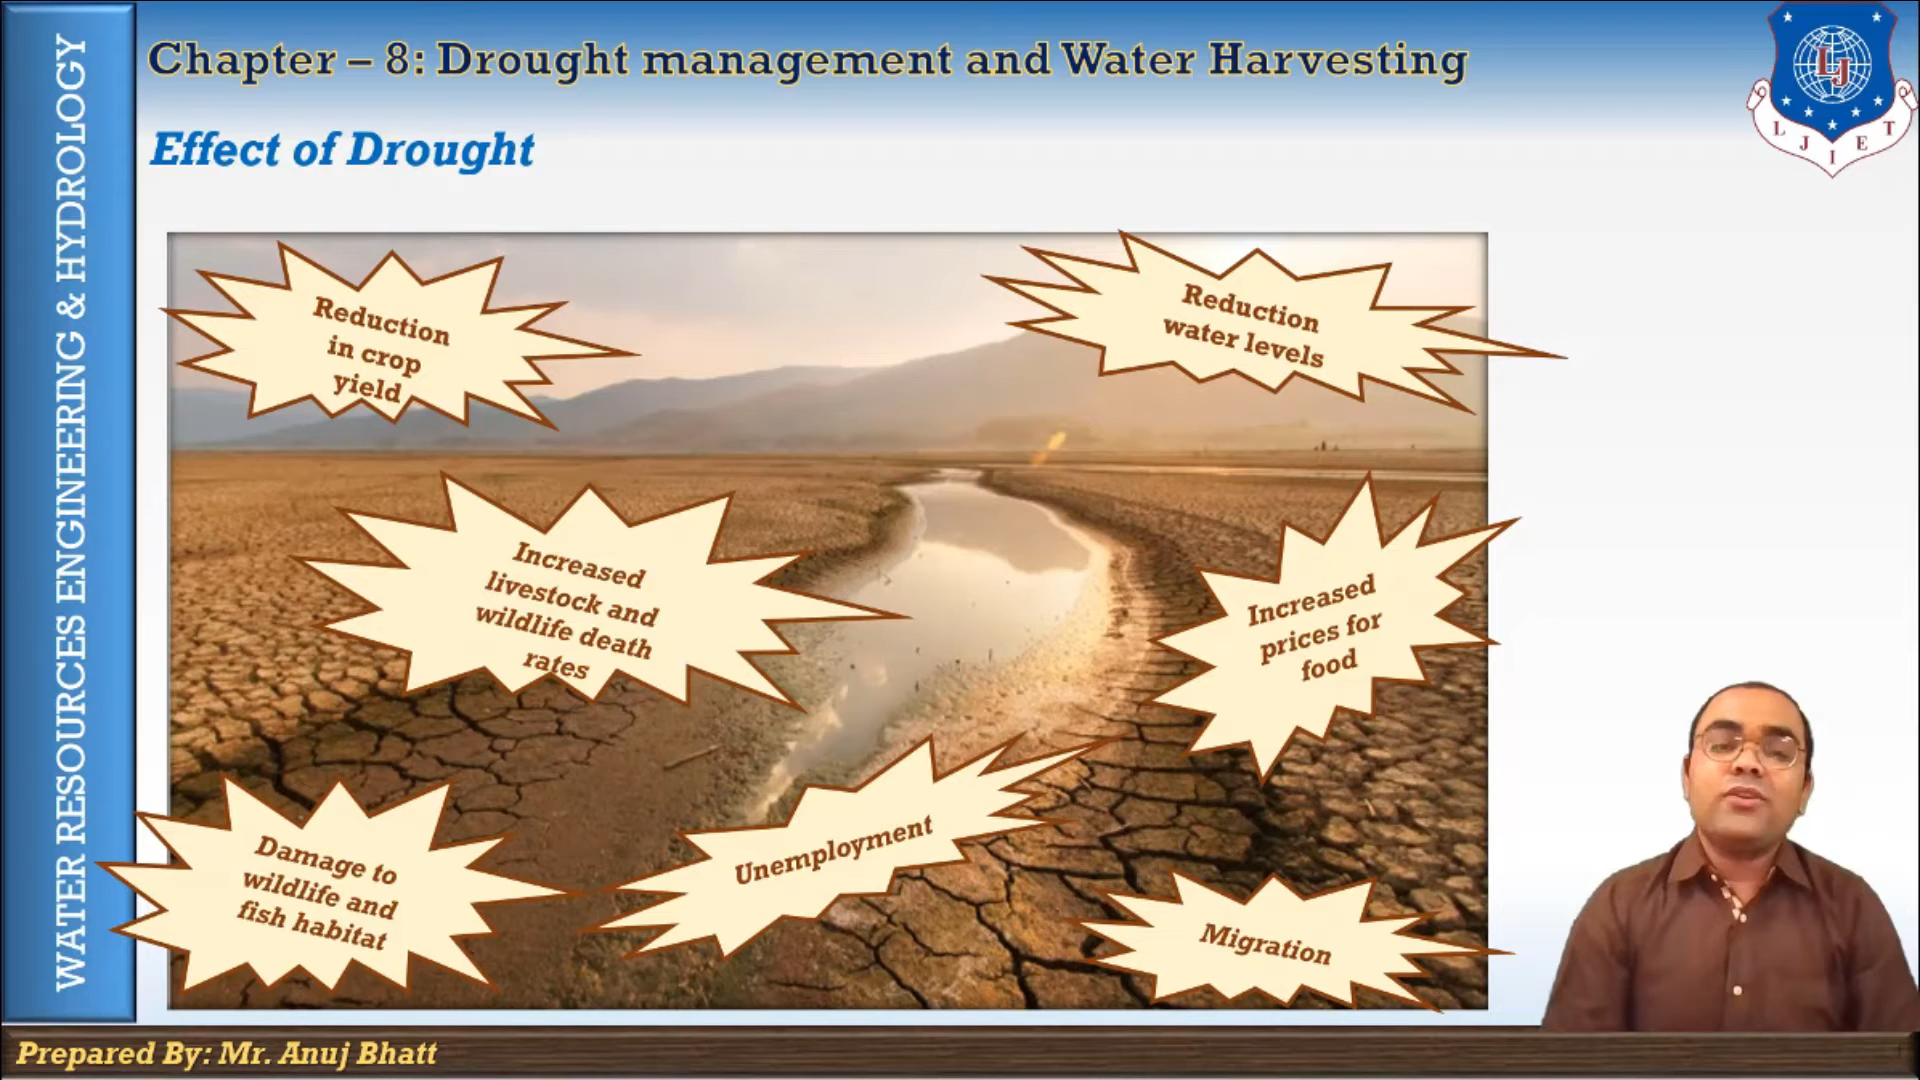 Chapter – 8: Drought management and Water Harvesting
Effect of Drought
WATER RESOURCES ENGINEERING & HYDROLOGY
LJ
L J I E T
Reduction
in crop
yield
Reduction
water levels
Increased
livestock and
wildlife death
rates
Increased
prices for
food
Damage to
wildlife and
fish habitat
Unemployment
Migration
Prepared By: Mr. Anuj Bhatt